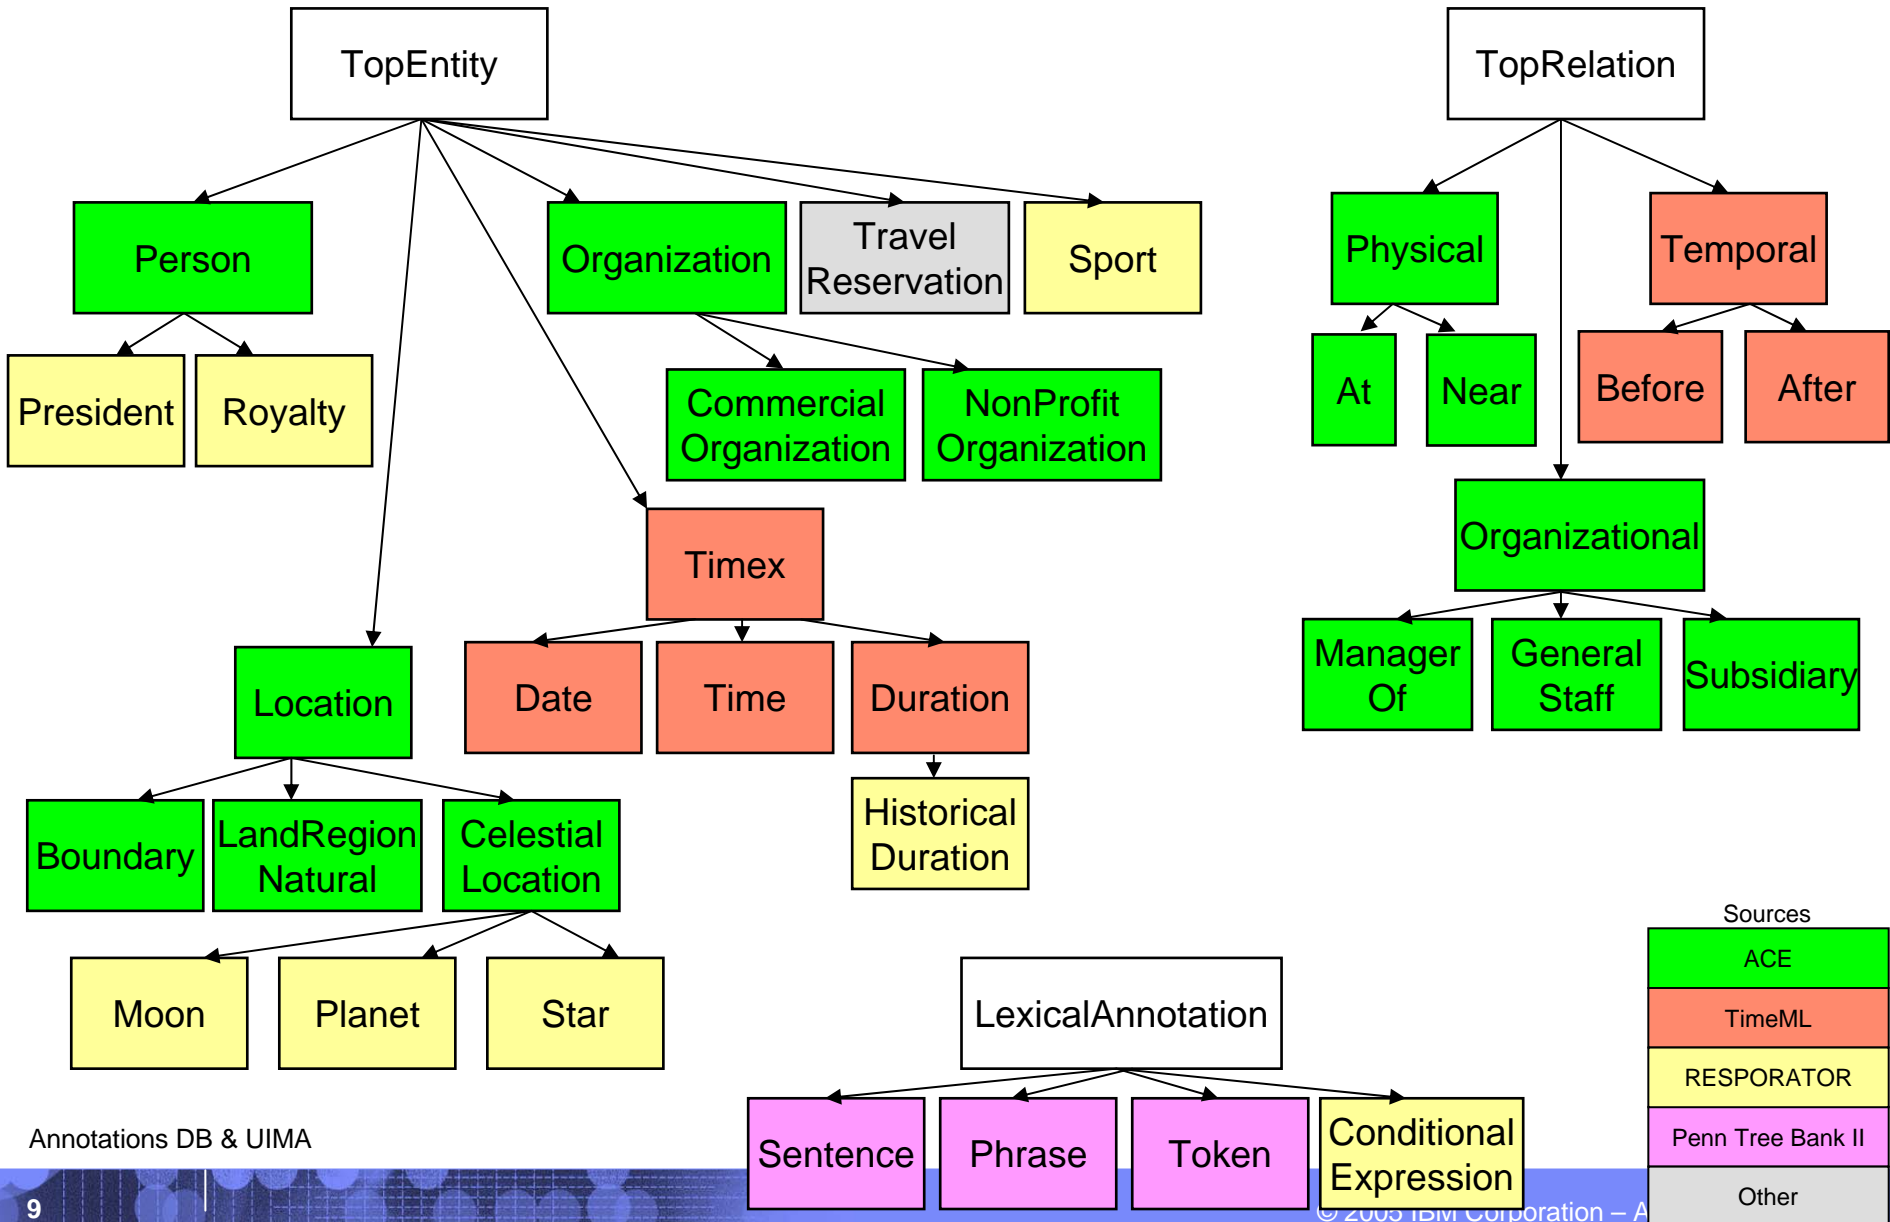 TopEntity
TopRelation
Person
Organization
Travel
Reservation
Sport
Physical
Temporal
President
Royalty
Commercial
Organization
NonProfit
Organization
At
Near
Before
After
Timex
Organizational
Location
Date
Time
Duration
Manager
Of
General
Staff
Subsidiary
Boundary
LandRegion
Natural
Celestial
Location
Historical
Duration
Moon
Planet
Star
LexicalAnnotation
Sources
ACE
TimeML
RESPORATOR
Penn Tree Bank II
Other
Sentence
Phrase
Token
Conditional
Expression
Annotations DB & UIMA
9
© 2005 IBM Corporation – A